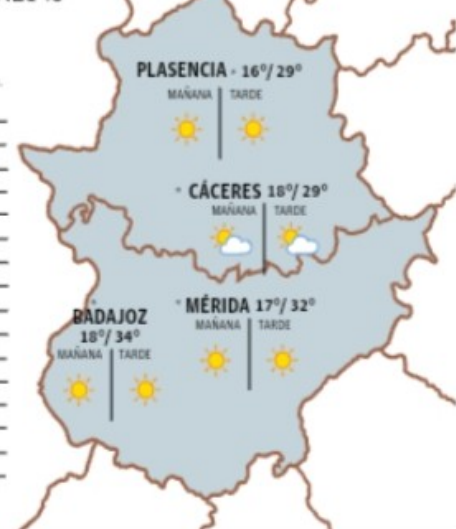 PLASENCIA 16º/29º
MAÑANA TARDE
CÁCERES 18º/29º
MAÑANA TARDE
BADAJOZ
18º/34º
MAÑANA TARDE
MÉRIDA 17º/32º
MAÑANA TARDE